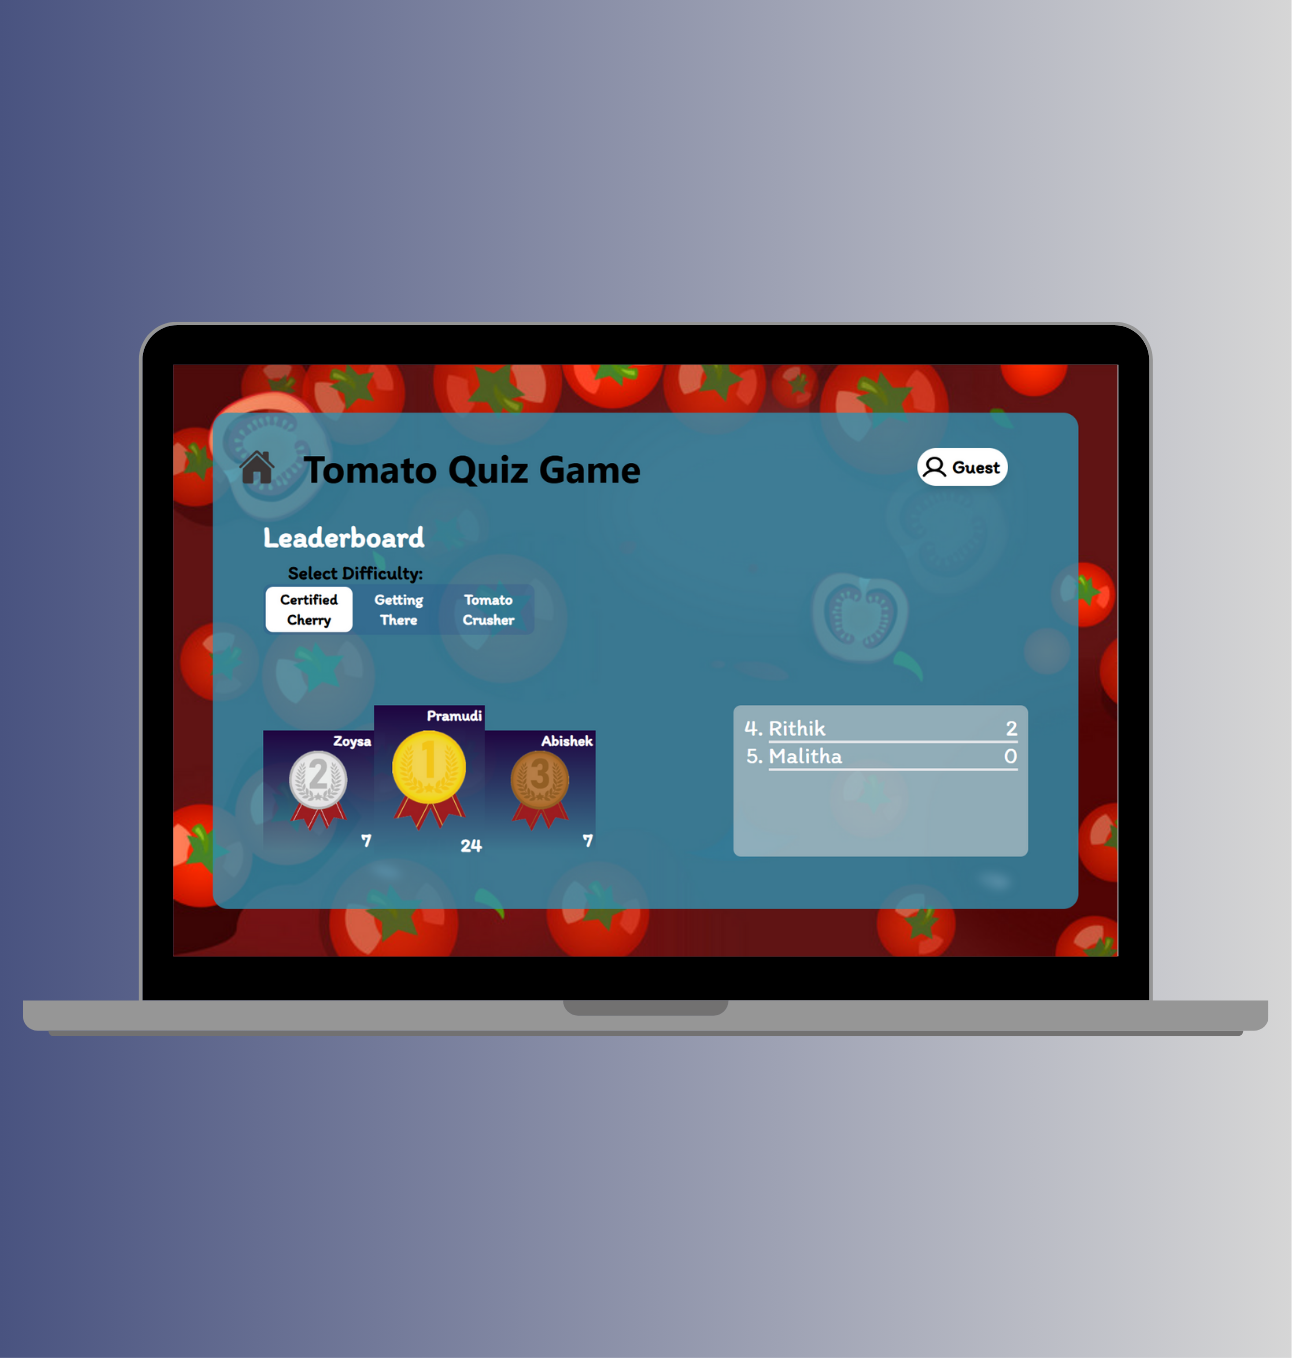 Tomato Quiz Game
Guest
Leaderboard
Select Difficulty:
Certified
Cherry
Getting
There
Tomato
Crusher
Zoysa
2
7
Pramudi
1
24
Abishek
3
7
4. Rithik 2
5. Malitha 0